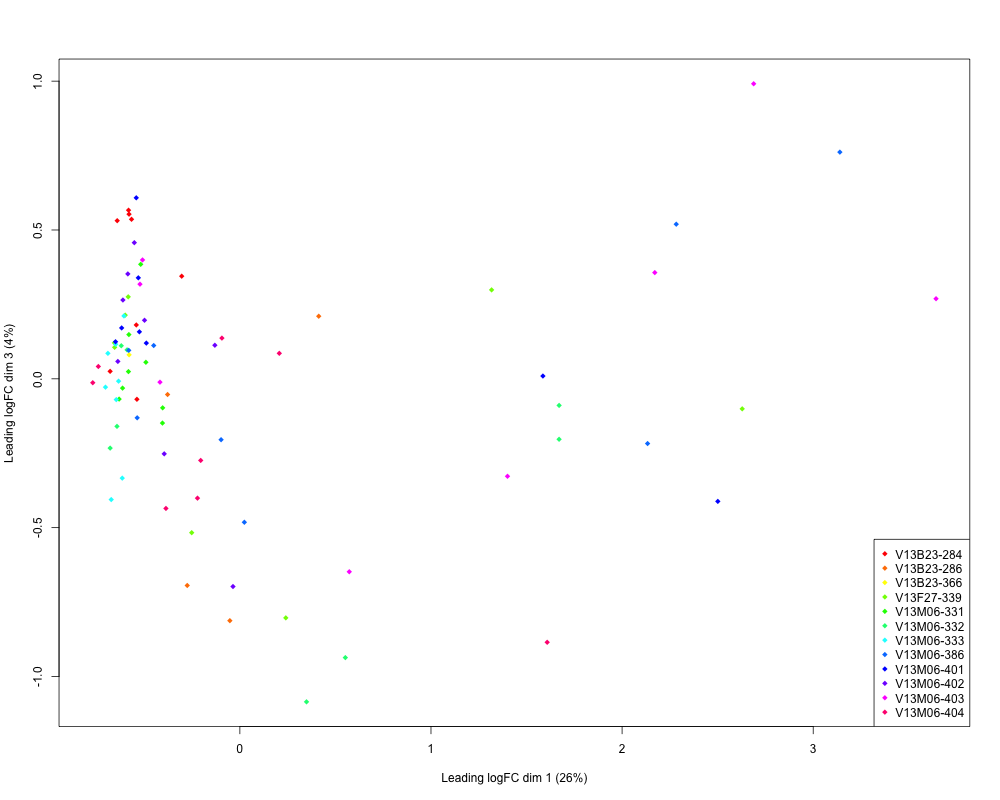 1.0
0.5
0.0
-0.5
-1.0
Leading logFC dim 3 (4%)
0
1
2
3
Leading logFC dim 1 (26%)
V13B23-284
V13B23-286
V13B23-366
V13F27-339
V13M06-331
V13M06-332
V13M06-333
V13M06-386
V13M06-401
V13M06-402
V13M06-403
V13M06-404